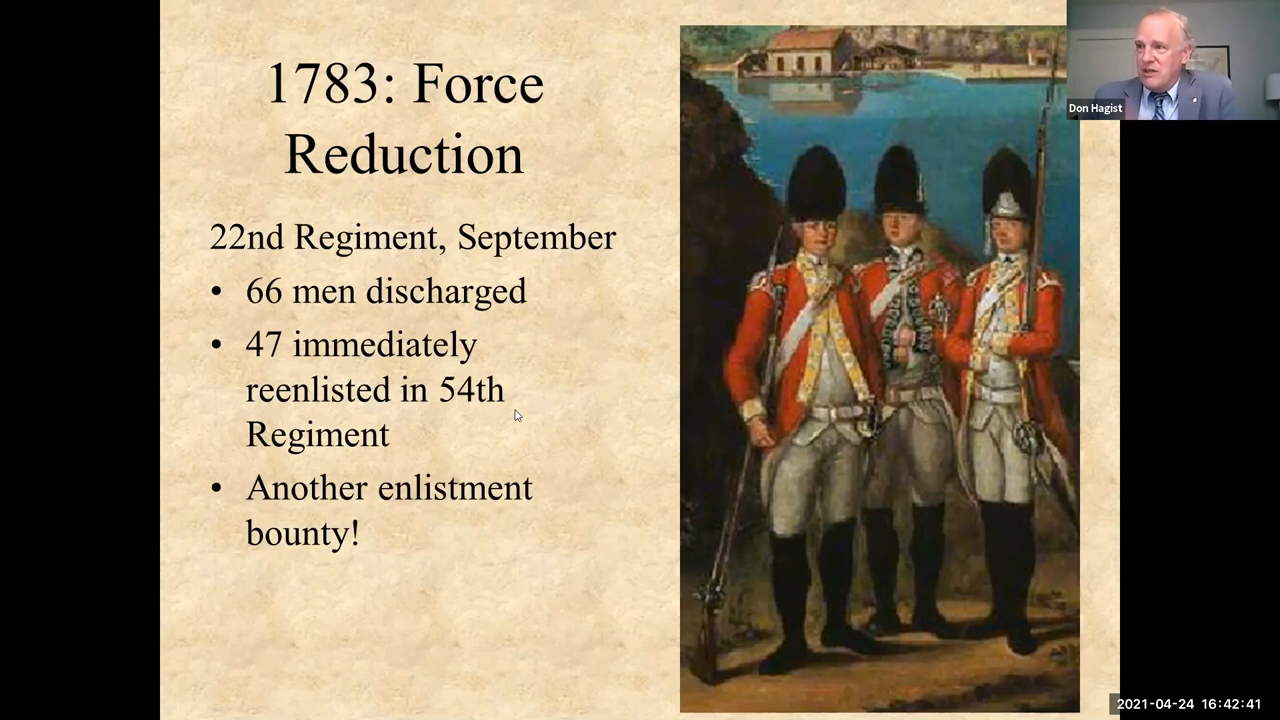 1783: Force
Reduction
22nd Regiment, September
• 66 men discharged
• 47 immediately
reenlisted in 54th
Regiment
• Another enlistment
bounty!
Don Hagist
2021-04-24 16:42:41